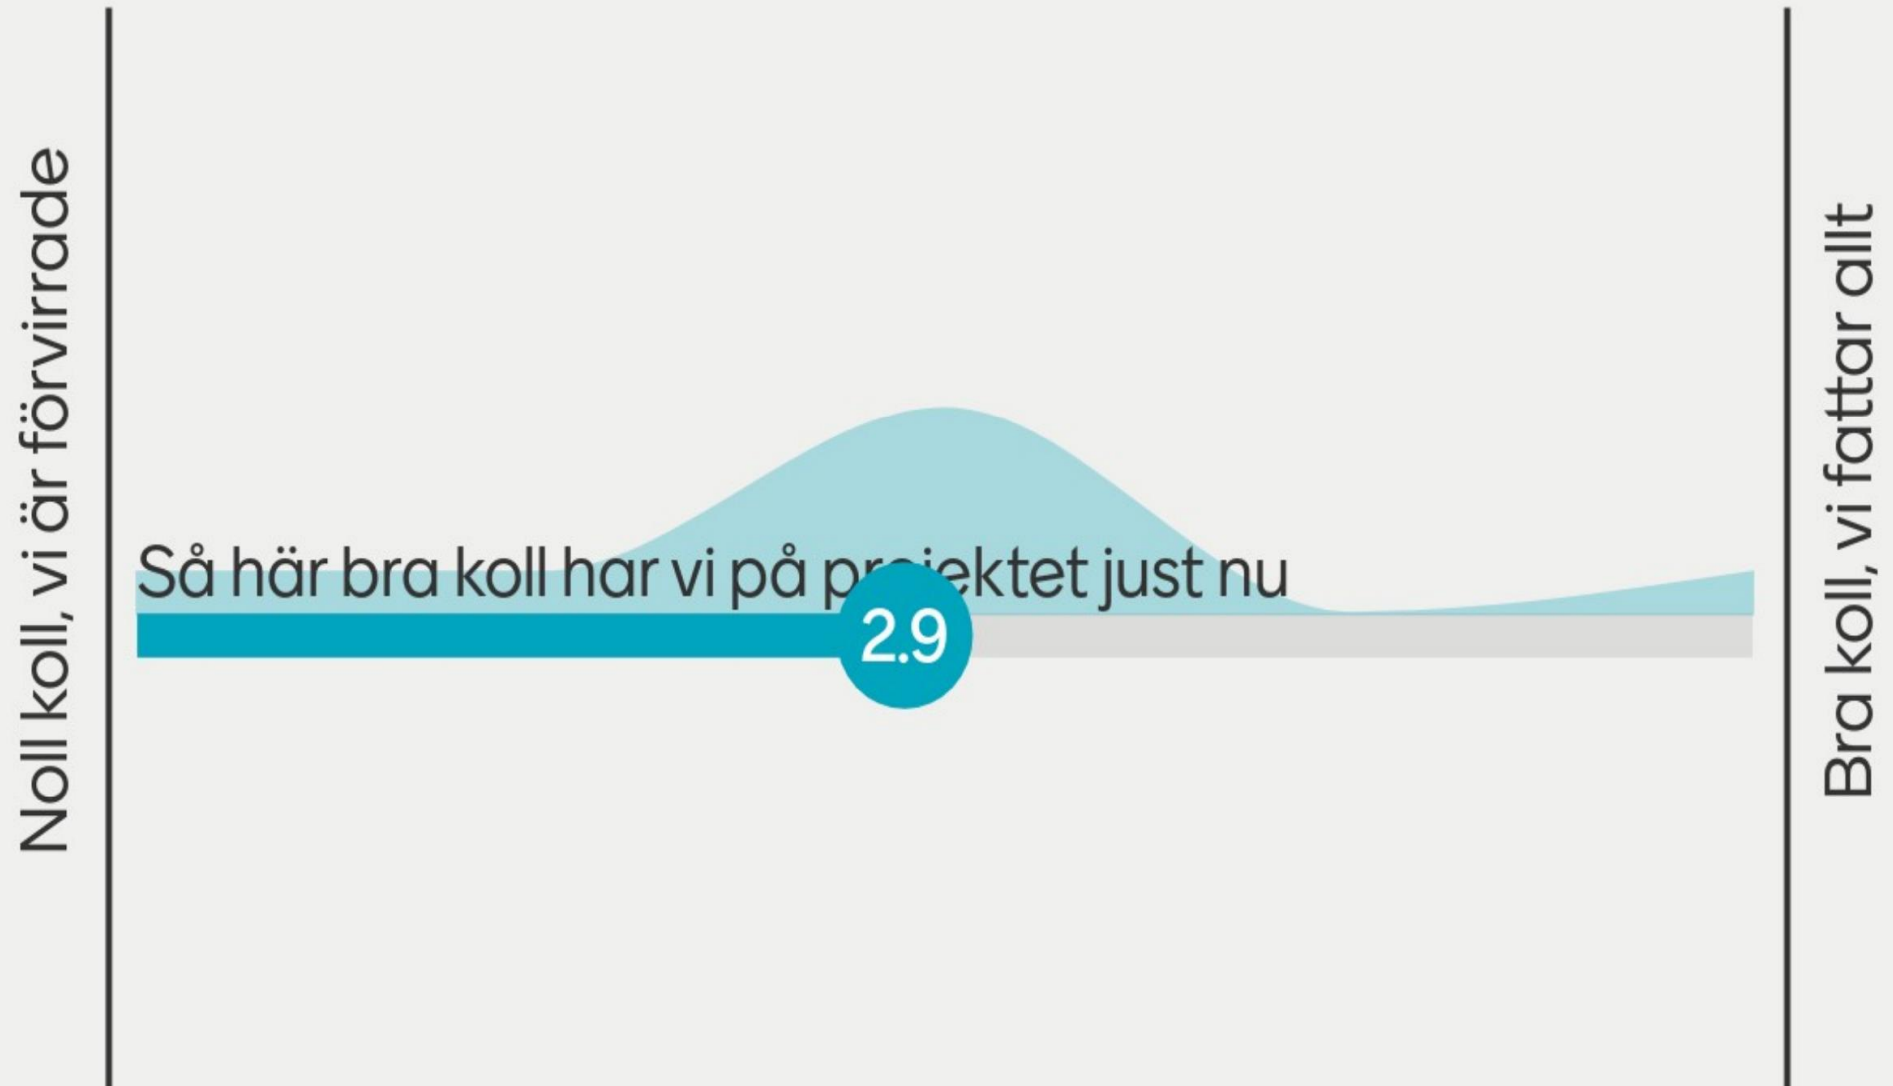 Noll koll, vi är förvirrade
Så här bra koll har vi på projektet just nu
2.9
Bra koll, vi fattar allt